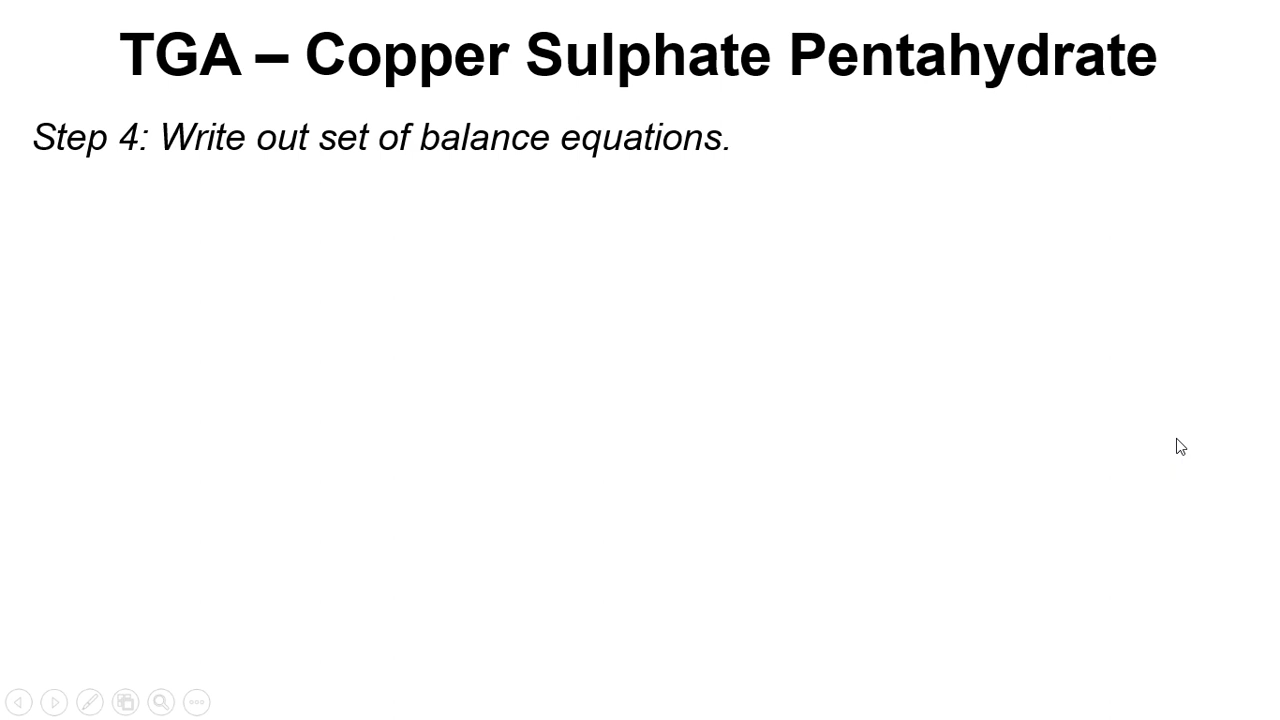 TGA – Copper Sulphate Pentahydrate
Step 4: Write out set of balance equations.